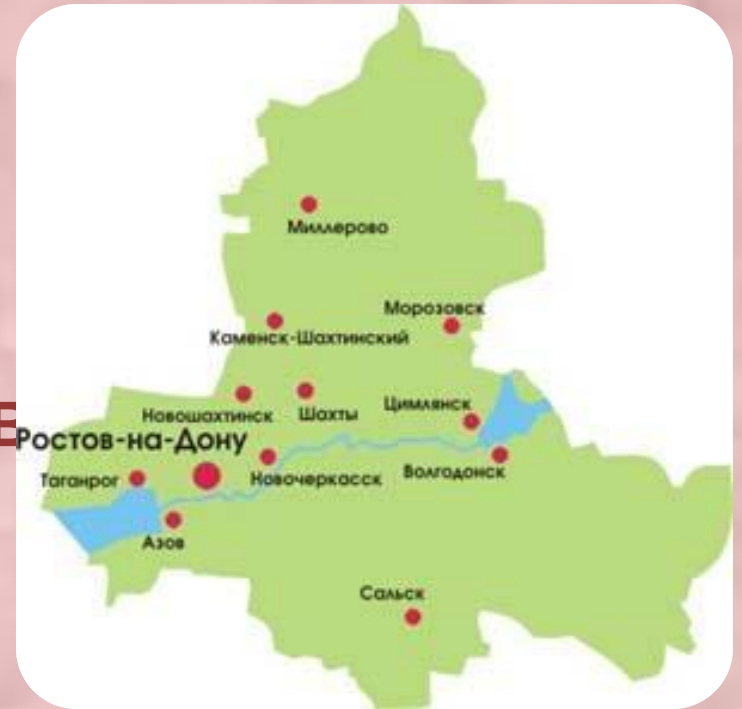 Миллерово
Морозовск
Каменск-Шахтинский
Цимлянск
Новошахтинск
Шахты
Ростов-на-Дону
Таганрог
Новочеркасск
Волгодонск
Азов
Сальск